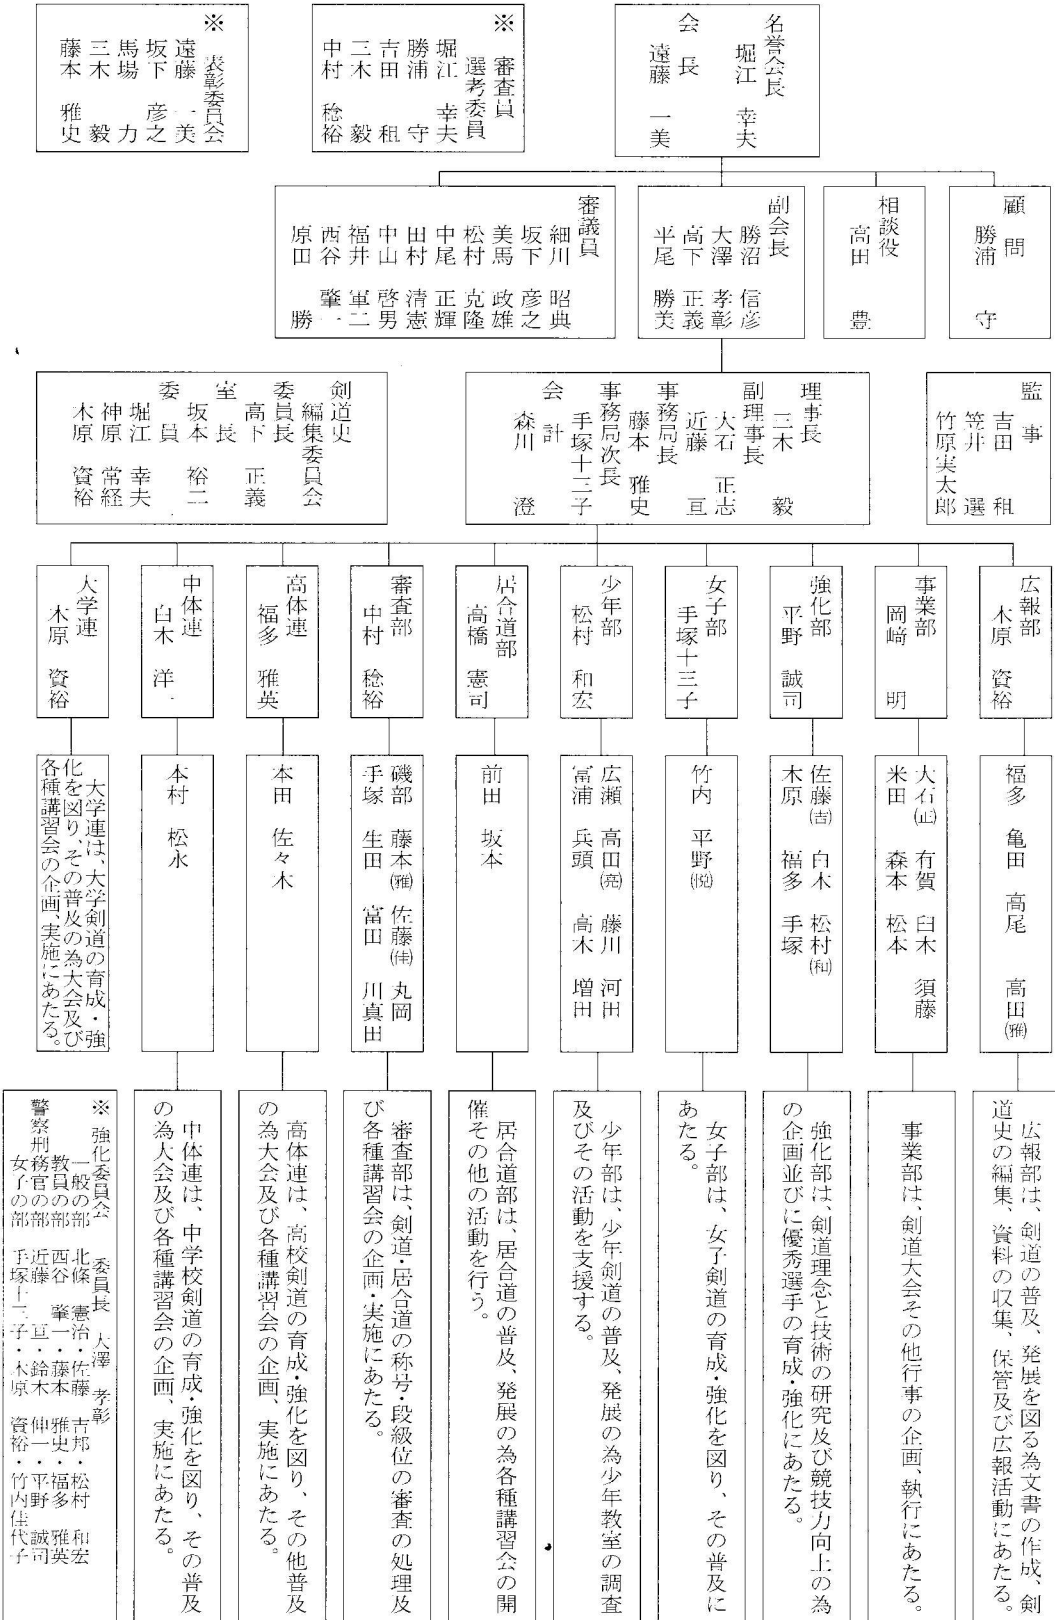 名誉会長
堀江 幸夫
会長
遠藤 一美
※ 審査員
選考委員
堀江 幸夫
勝浦 守
吉田 租
三木 毅
中村 稔裕
※ 表彰委員会
遠藤 一美
坂下 彦之
馬場 力
三木 毅
藤本 雅史
顧問
勝浦 守
相談役
高田 豊
副会長
勝沼 信彦
大澤 孝彰
高下 正義
平尾 勝美
審議員
細川 昭典
坂下 彦之
美馬 政雄
松村 克隆
中尾 正輝
田村 清憲
中山 啓男
福井 軍二
西谷 肇一
原田 勝
監事
吉田 租
笠井 選
竹原実太郎
理事長
三木 毅
副理事長
大石 正志
近藤 亘
事務局長
藤本 雅史
事務局次長
手塚十三子
会計
森川 澄
剣道史
編集委員会
委員長
高下 正義
室長
坂本 裕二
委員
堀江 幸夫
神原 常経
木原 資裕
広報部
木原 資裕
福多 亀田 高尾 高田(雅)
広報部は、剣道の普及、発展を図る為文書の作成、剣
道史の編集、資料の収集、保管及び広報活動にあたる。
事業部
岡﨑 明
大石(正) 有賀 臼木 須藤
米田 森本 松本
事業部は、剣道大会その他行事の企画、執行にあたる。
強化部
平野 誠司
佐藤(吉) 白木 松村(和)
木原 福多 手塚
強化部は、剣道理念と技術の研究及び競技力向上の為
の企画並びに優秀選手の育成・強化にあたる。
女子部
手塚十三子
竹内 平野(悦)
女子部は、女子剣道の育成・強化を図り、その普及に
あたる。
少年部
松村 和宏
広瀬 高田(亮) 藤川 河田
冨浦 兵頭 高木 増田
少年部は、少年剣道の普及、発展の為少年教室の調査
及びその活動を支援する。
居合道部
高橋 憲司
前田 坂本
居合道部は、居合道の普及、発展の為各種講習会の開
催その他の活動を行う。
審査部
中村 稔裕
磯部 藤本(雅) 佐藤(佳) 丸岡
手塚 生田 富田 川真田
審査部は、剣道・居合道の称号・段級位の審査の処理及
び各種講習会の企画・実施にあたる。
高体連
福多 雅英
本田 佐々木
高体連は、高校剣道の育成・強化を図り、その他普及
の為大会及び各種講習会の企画、実施にあたる。
中体連
白木 洋一
本村 松永
中体連は、中学校剣道の育成・強化を図り、その普及
の為大会及び各種講習会の企画、実施にあたる。
大学連
木原 資裕
大学連は、大学剣道の育成・強
化を図り、その普及の為大会及び
各種講習会の企画、実施にあたる。
※ 強化委員会 委員長 大澤 孝彰
一般の部 北條 憲治・佐藤 吉邦・松村 和宏
教員の部 西谷 肇一・藤本 雅史・福多 雅英
警察刑務官の部 近藤 亘・鈴木 伸一・平野 誠司
女子の部 手塚十三子・木原 資裕・竹内佳代子